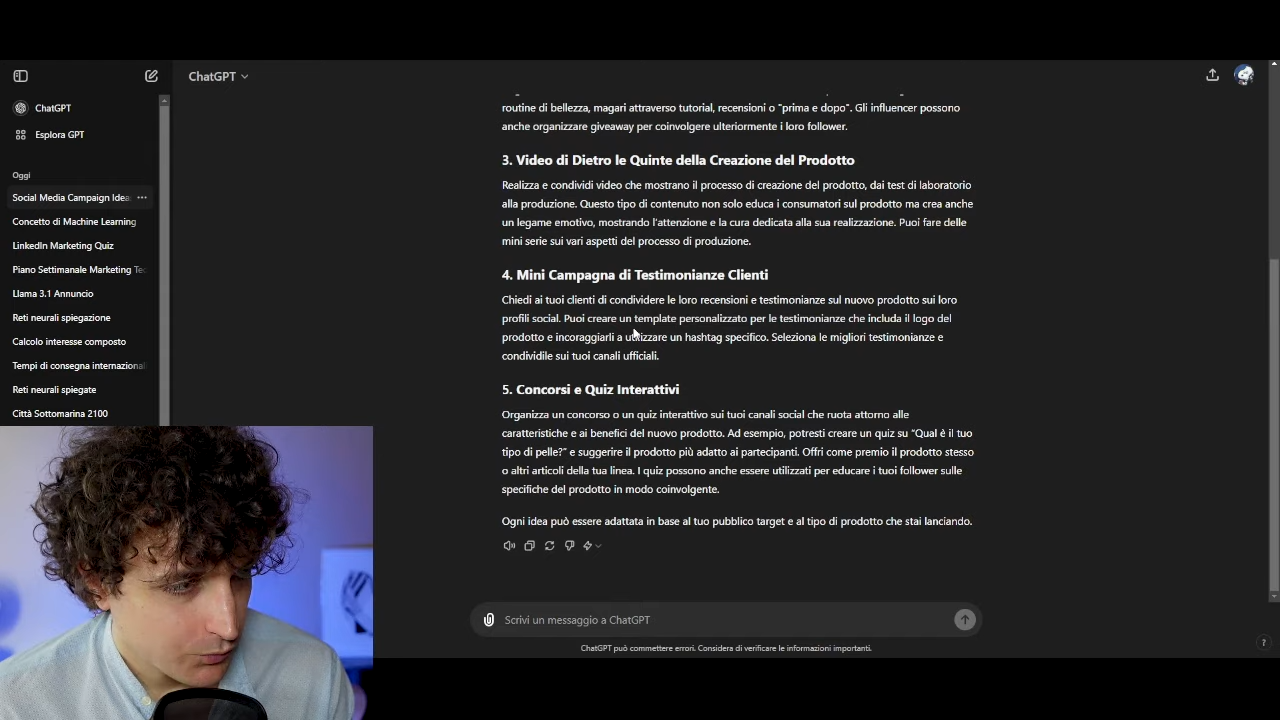 ChatGPT
ChatGPT
Esplora GPT
Oggi
Social Media Campaign Idea
Concetto di Machine Learning
LinkedIn Marketing Quiz
Piano Settimanale Marketing Tec
Llama 3.1 Annuncio
Reti neurali spiegazione
Calcolo interesse composto
Tempi di consegna internazional
Reti neurali spiegate
Città Sottomarina 2100
routine di bellezza, magari attraverso tutorial, recensioni o "prima e dopo". Gli influencer possono
anche organizzare giveaway per coinvolgere ulteriormente i loro follower.
3. Video di Dietro le Quinte della Creazione del Prodotto
Realizza e condividi video che mostrano il processo di creazione del prodotto, dai test di laboratorio
alla produzione. Questo tipo di contenuto non solo educa i consumatori sul prodotto ma crea anche
un legame emotivo, mostrando l'attenzione e la cura dedicata alla sua realizzazione. Puoi fare delle
mini serie sui vari aspetti del processo di produzione.
4. Mini Campagna di Testimonianze Clienti
Chiedi ai tuoi clienti di condividere le loro recensioni e testimonianze sul nuovo prodotto sui loro
profili social. Puoi creare un template personalizzato per le testimonianze che includa il logo del
prodotto e incoraggiarli a utilizzare un hashtag specifico. Seleziona le migliori testimonianze e
condividile sui tuoi canali ufficiali.
5. Concorsi e Quiz Interattivi
Organizza un concorso o un quiz interattivo sui tuoi canali social che ruota attorno alle
caratteristiche e ai benefici del nuovo prodotto. Ad esempio, potresti creare un quiz su “Qual è il tuo
tipo di pelle?” e suggerire il prodotto più adatto ai partecipanti. Offri come premio il prodotto stesso
o altri articoli della tua linea. I quiz possono anche essere utilizzati per educare i tuoi follower sulle
specifiche del prodotto in modo coinvolgente.
Ogni idea può essere adattata in base al tuo pubblico target e al tipo di prodotto che stai lanciando.
Scrivi un messaggio a ChatGPT
ChatGPT può commettere errori. Considera di verificare le informazioni importanti.
?